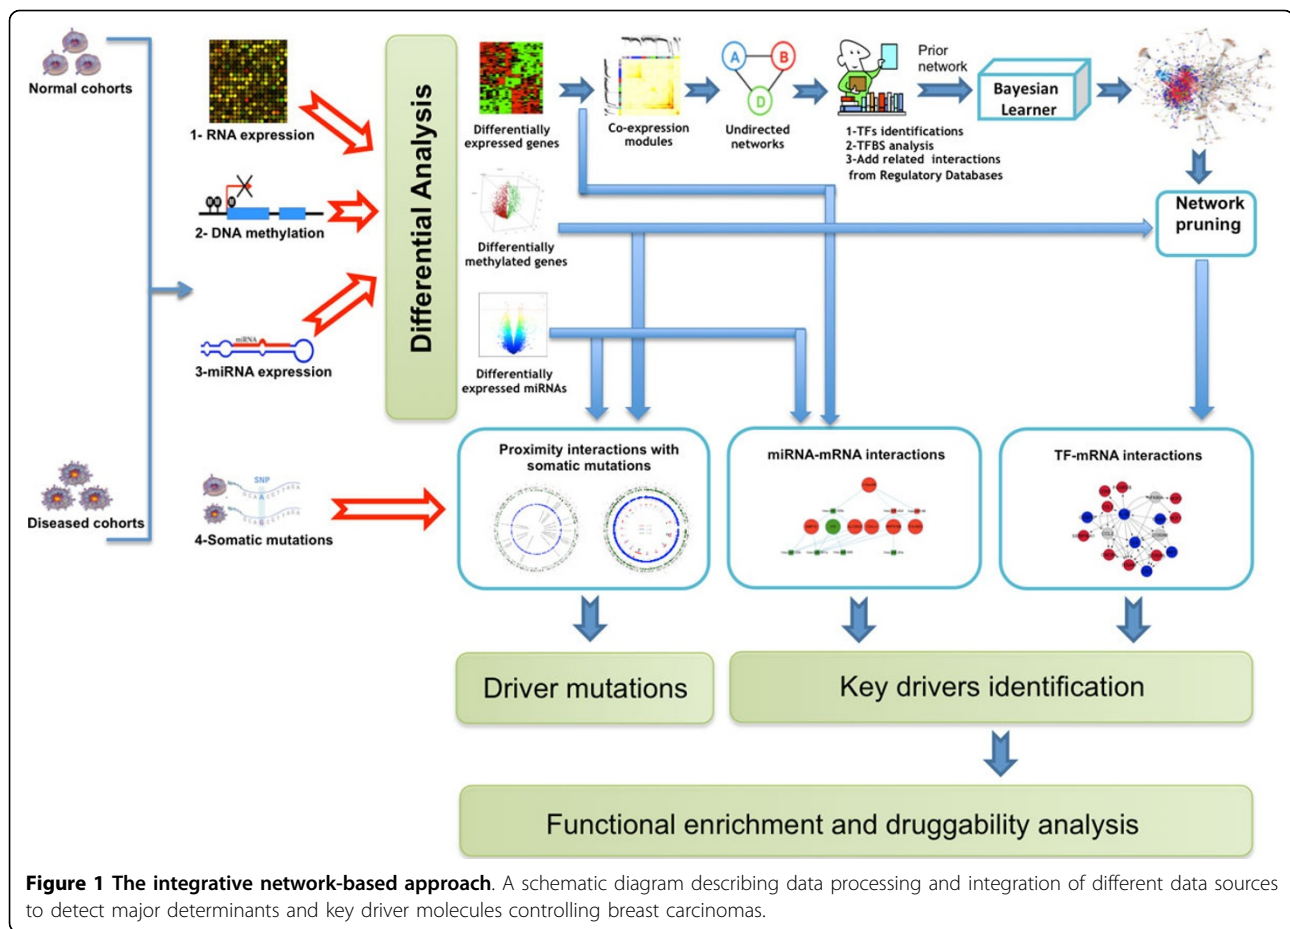 Normal cohorts
1- RNA expression
2- DNA methylation
miRNA
3-miRNA expression
Diseased cohorts
SNP
4-Somatic mutations
Differential Analysis
Differentially
expressed genes
Co-expression
modules
A
B
D
Undirected
networks
1-TFs identifications
2-TFBS analysis
3-Add related interactions
from Regulatory Databases
Prior
network
Bayesian
Learner
Differentially
methylated genes
Network
pruning
Differentially
expressed miRNAs
Proximity interactions with
somatic mutations
miRNA-mRNA interactions
TF-mRNA interactions
Driver mutations
Key drivers identification
Functional enrichment and druggability analysis
Figure 1 The integrative network-based approach. A schematic diagram describing data processing and integration of different data sources
to detect major determinants and key driver molecules controlling breast carcinomas.